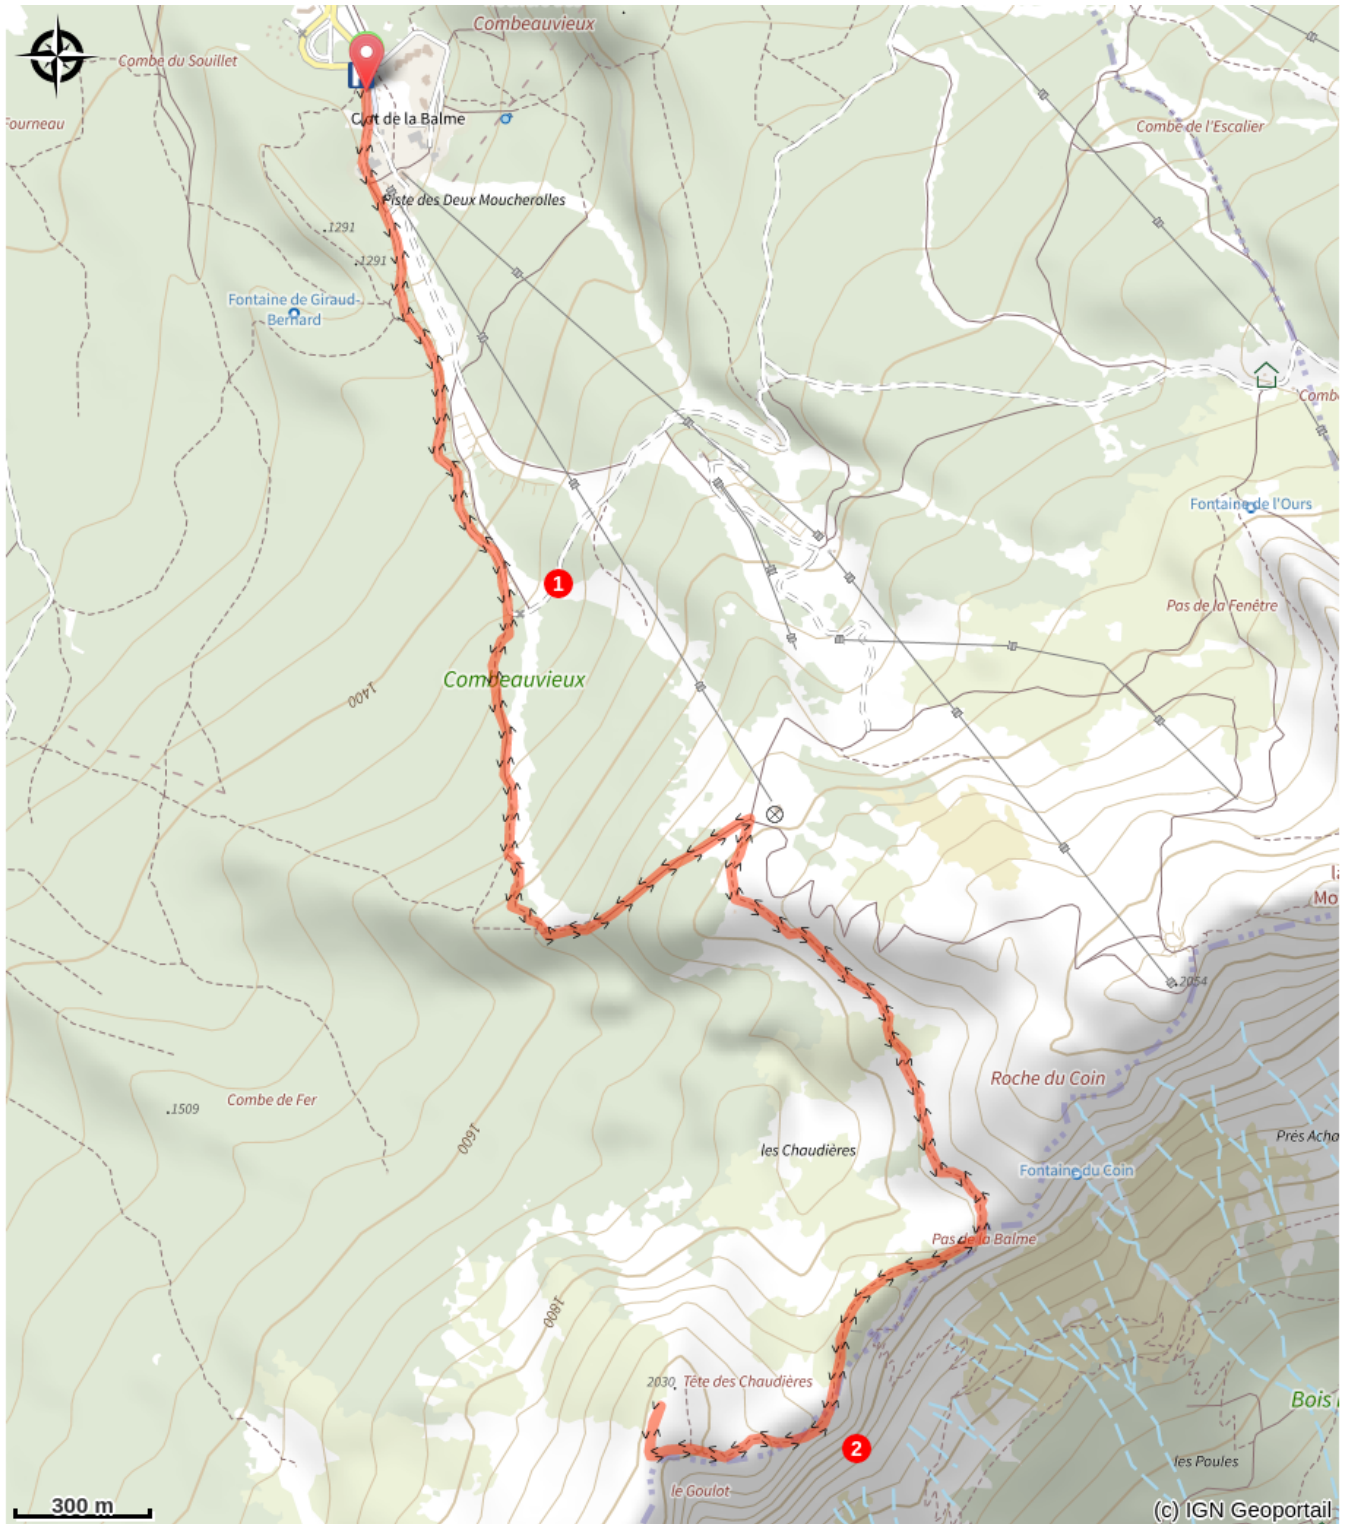 Combeauvieux
Combe du Souillet
Fourneau
Clot de la Balme
Combe de l'Escalier
Piste des Deux Moucherolles
.1291
.1291
Fontaine de Giraud-
Bernard
Fontaine de l'Ours
1
Pas de la Fenêtre
Combeauvieux
1400
.2054
Roche du Coin
.1509
Combe de Fer
1600
les Chaudières
Prés Acha
Fontaine du Coin
Pas de la Balme
1800
2030
Tête des Chaudières
Bois
2
les Paules
le Goulot
300 m
(c) IGN Geoportail